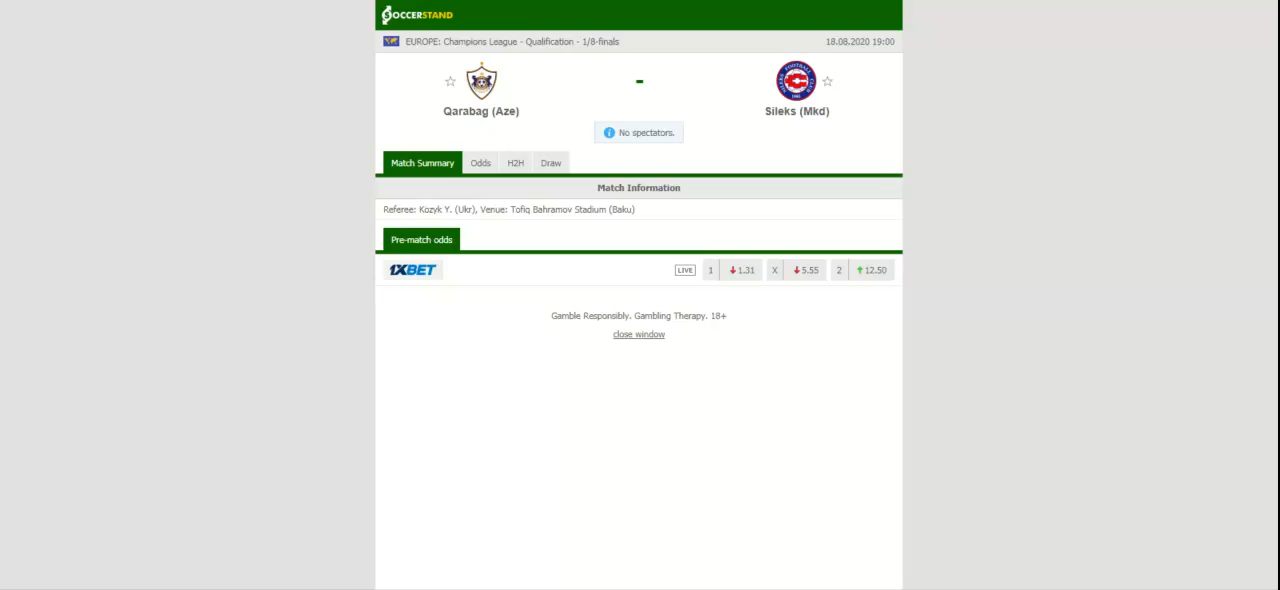 SOCCERSTAND
EUROPE: Champions League - Qualification - 1/8-finals 18.08.2020 19:00
-
Qarabag (Aze) Sileks (Mkd)
No spectators.
Match Summary Odds H2H Draw
Match Information
Referee: Kozyk Y. (Ukr), Venue: Tofiq Bahramov Stadium (Baku)
Pre-match odds
1XBET LIVE 1 1.31 X 5.55 2 12.50
Gamble Responsibly. Gambling Therapy. 18+
close window